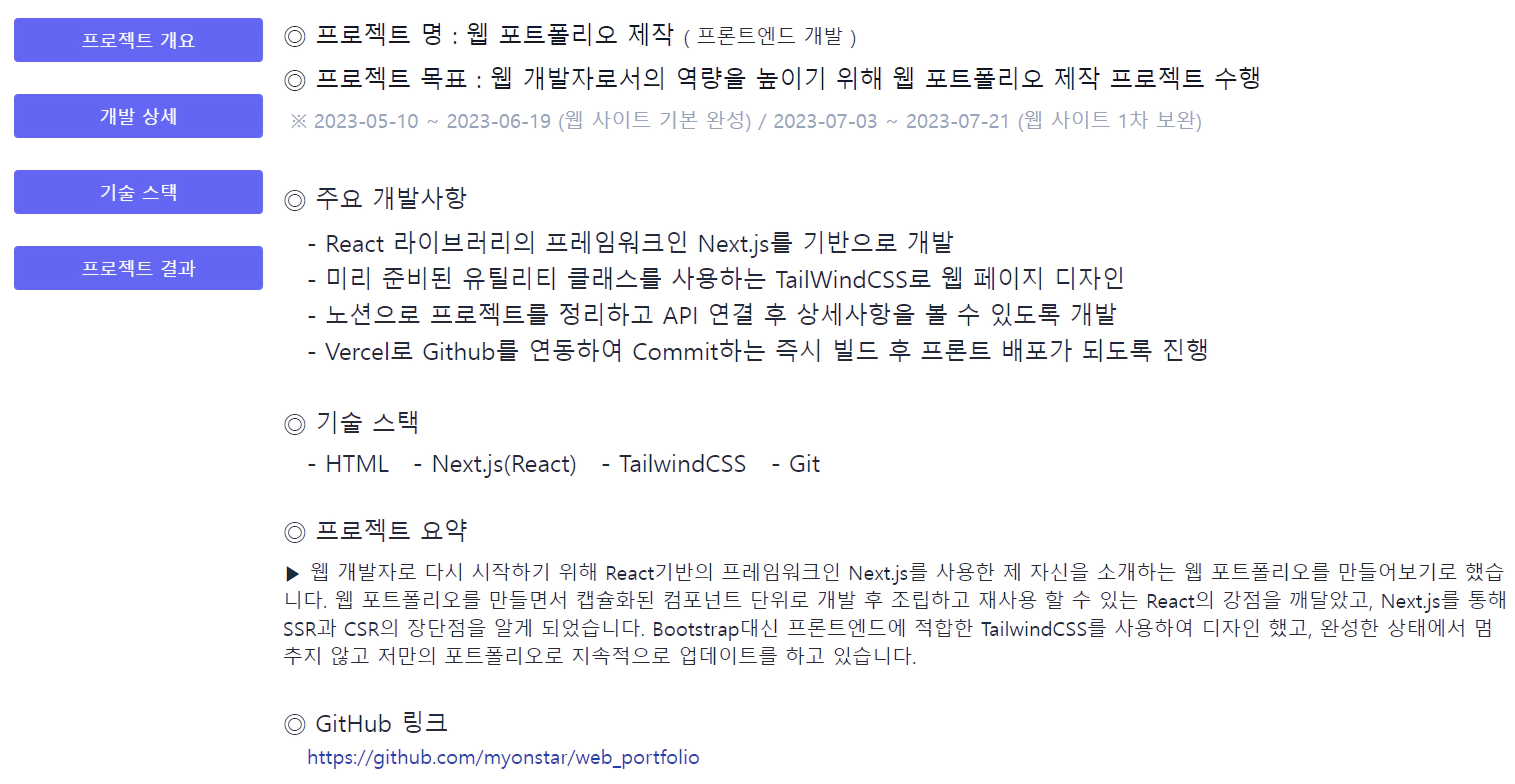 프로젝트 개요
개발 상세
기술 스택
프로젝트 결과
◎ 프로젝트 명 : 웹 포트폴리오 제작 ( 프론트엔드 개발 )
◎ 프로젝트 목표 : 웹 개발자로서의 역량을 높이기 위해 웹 포트폴리오 제작 프로젝트 수행
※ 2023-05-10 ~ 2023-06-19 (웹 사이트 기본 완성) / 2023-07-03 ~ 2023-07-21 (웹 사이트 1차 보완)
◎ 주요 개발사항
- React 라이브러리의 프레임워크인 Next.js를 기반으로 개발
- 미리 준비된 유틸리티 클래스를 사용하는 TailWindCSS로 웹 페이지 디자인
- 노션으로 프로젝트를 정리하고 API 연결 후 상세사항을 볼 수 있도록 개발
- Vercel로 Github를 연동하여 Commit하는 즉시 빌드 후 프론트 배포가 되도록 진행
◎ 기술 스택
- HTML - Next.js(React) - TailwindCSS - Git
◎ 프로젝트 요약
▶ 웹 개발자로 다시 시작하기 위해 React기반의 프레임워크인 Next.js를 사용한 제 자신을 소개하는 웹 포트폴리오를 만들어보기로 했습
니다. 웹 포트폴리오를 만들면서 캡슐화된 컴포넌트 단위로 개발 후 조립하고 재사용 할 수 있는 React의 강점을 깨달았고, Next.js를 통해
SSR과 CSR의 장단점을 알게 되었습니다. Bootstrap대신 프론트엔드에 적합한 TailwindCSS를 사용하여 디자인 했고, 완성한 상태에서 멈
추지 않고 저만의 포트폴리오로 지속적으로 업데이트를 하고 있습니다.
◎ GitHub 링크
https://github.com/myonstar/web_portfolio